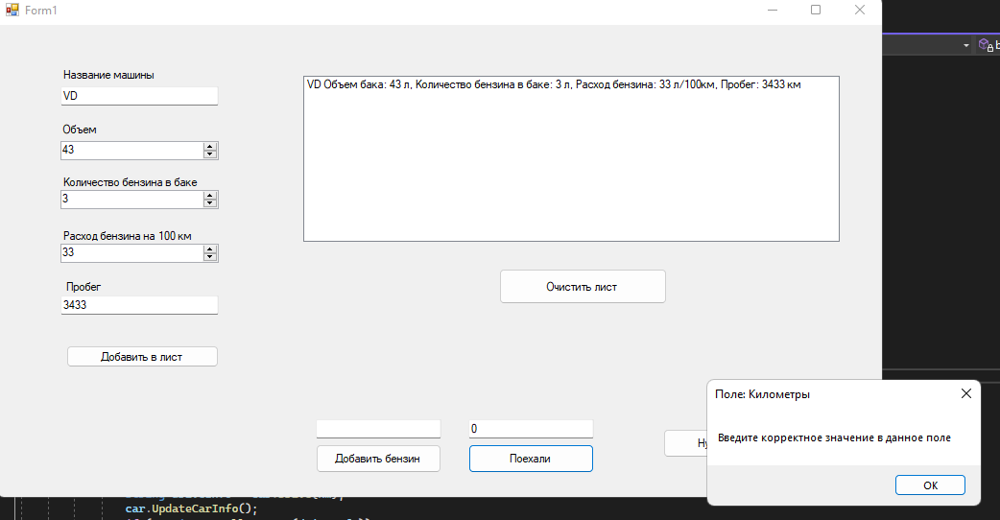 Form1
Название машины
VD
Объем
43
Количество бензина в баке
3
Расход бензина на 100 км
33
Пробег
3433
Добавить в лист
VD Объем бака: 43 л, Количество бензина в баке: 3 л, Расход бензина: 33 л/100км, Пробег: 3433 км
Очистить лист
0
Добавить бензин
Поехали
Поле: Километры
Введите корректное значение в данное поле
OK
car.UpdateCarInfo();